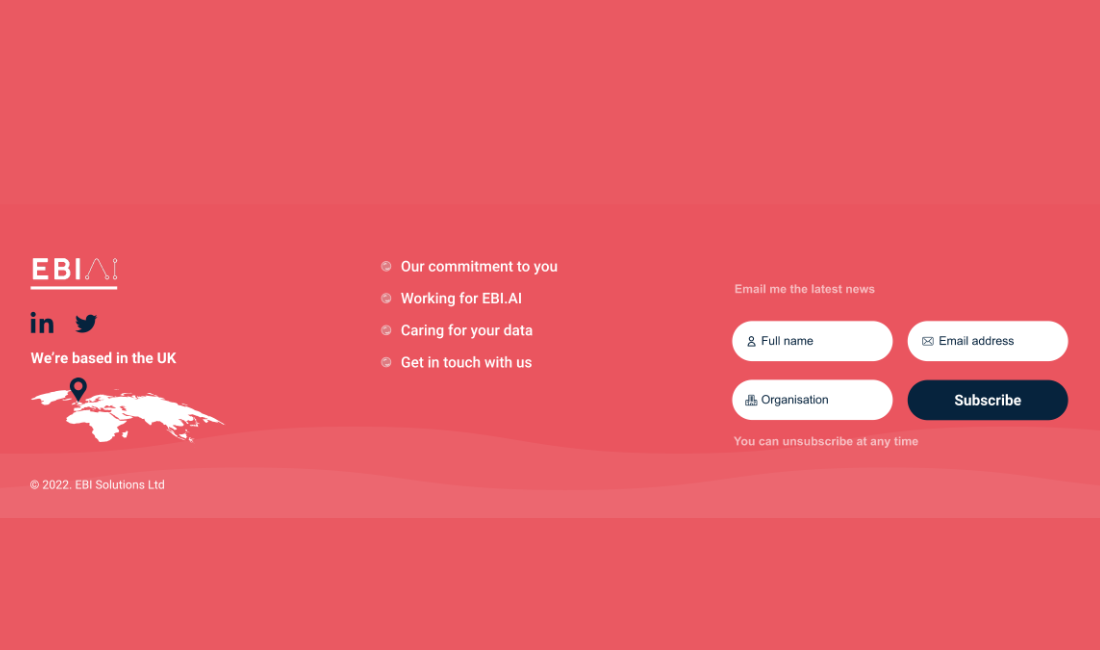 EBI.AI
in
We're based in the UK
© 2022. EBI Solutions Ltd
Our commitment to you
Working for EBI.AI
Caring for your data
Get in touch with us
Email me the latest news
Full name
Email address
Organisation
Subscribe
You can unsubscribe at any time